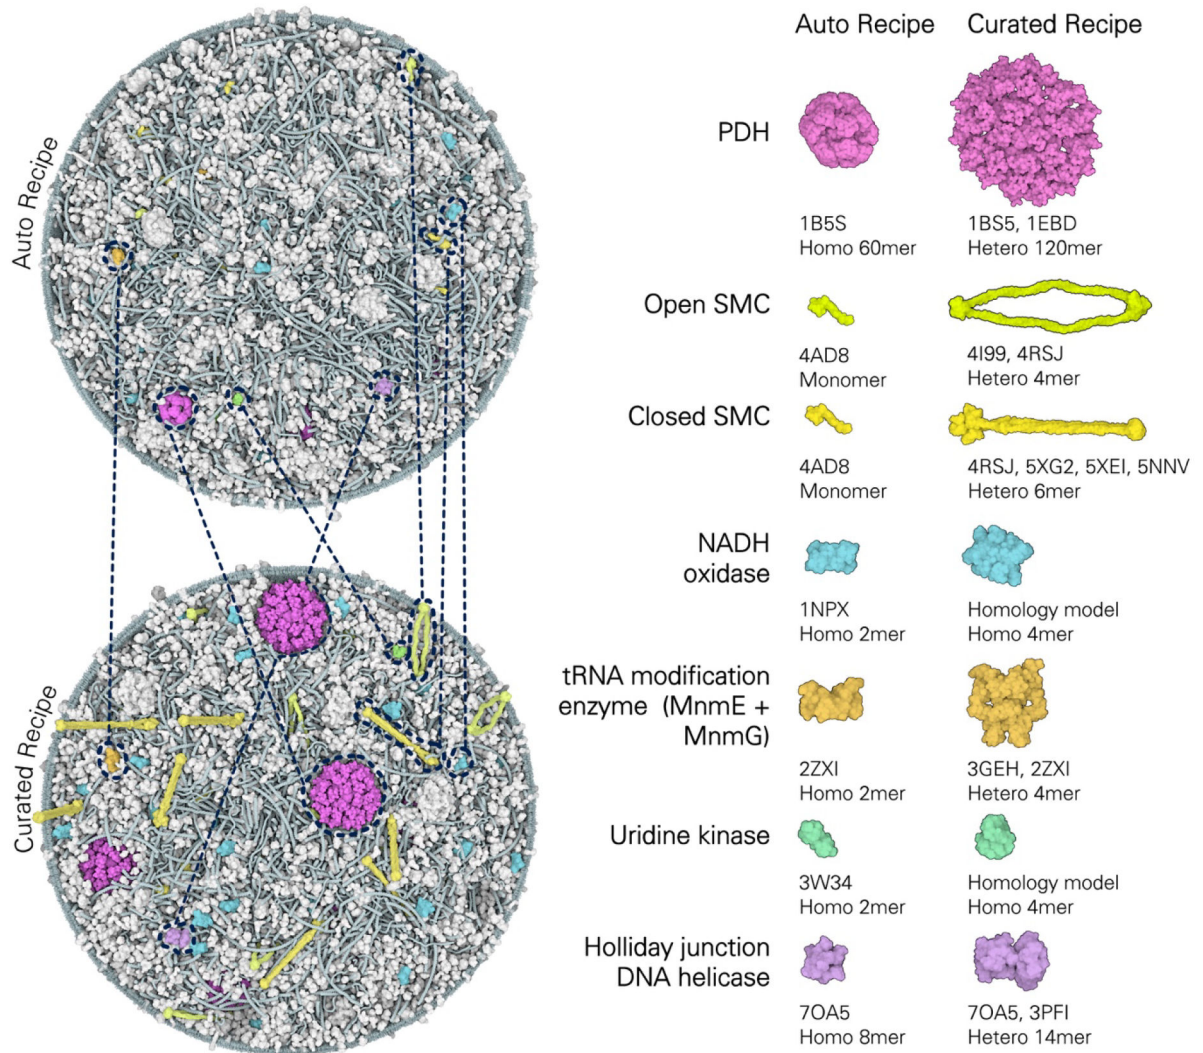 Auto Recipe
Curated Recipe
Auto Recipe Curated Recipe
PDH
1B5S
Homo 60mer
1BS5, 1EBD
Hetero 120mer
Open SMC
4AD8
Monomer
4I99, 4RSJ
Hetero 4mer
Closed SMC
4AD8
Monomer
4RSJ, 5XG2, 5XEI, 5NNV
Hetero 6mer
NADH
oxidase
1NPX
Homo 2mer
Homology model
Homo 4mer
tRNA modification
enzyme (MnmE +
MnmG)
2ZXI
Homo 2mer
3GEH, 2ZXI
Hetero 4mer
Uridine kinase
3W34
Homo 2mer
Homology model
Homo 4mer
Holliday junction
DNA helicase
7OA5
Homo 8mer
7OA5, 3PFI
Hetero 14mer